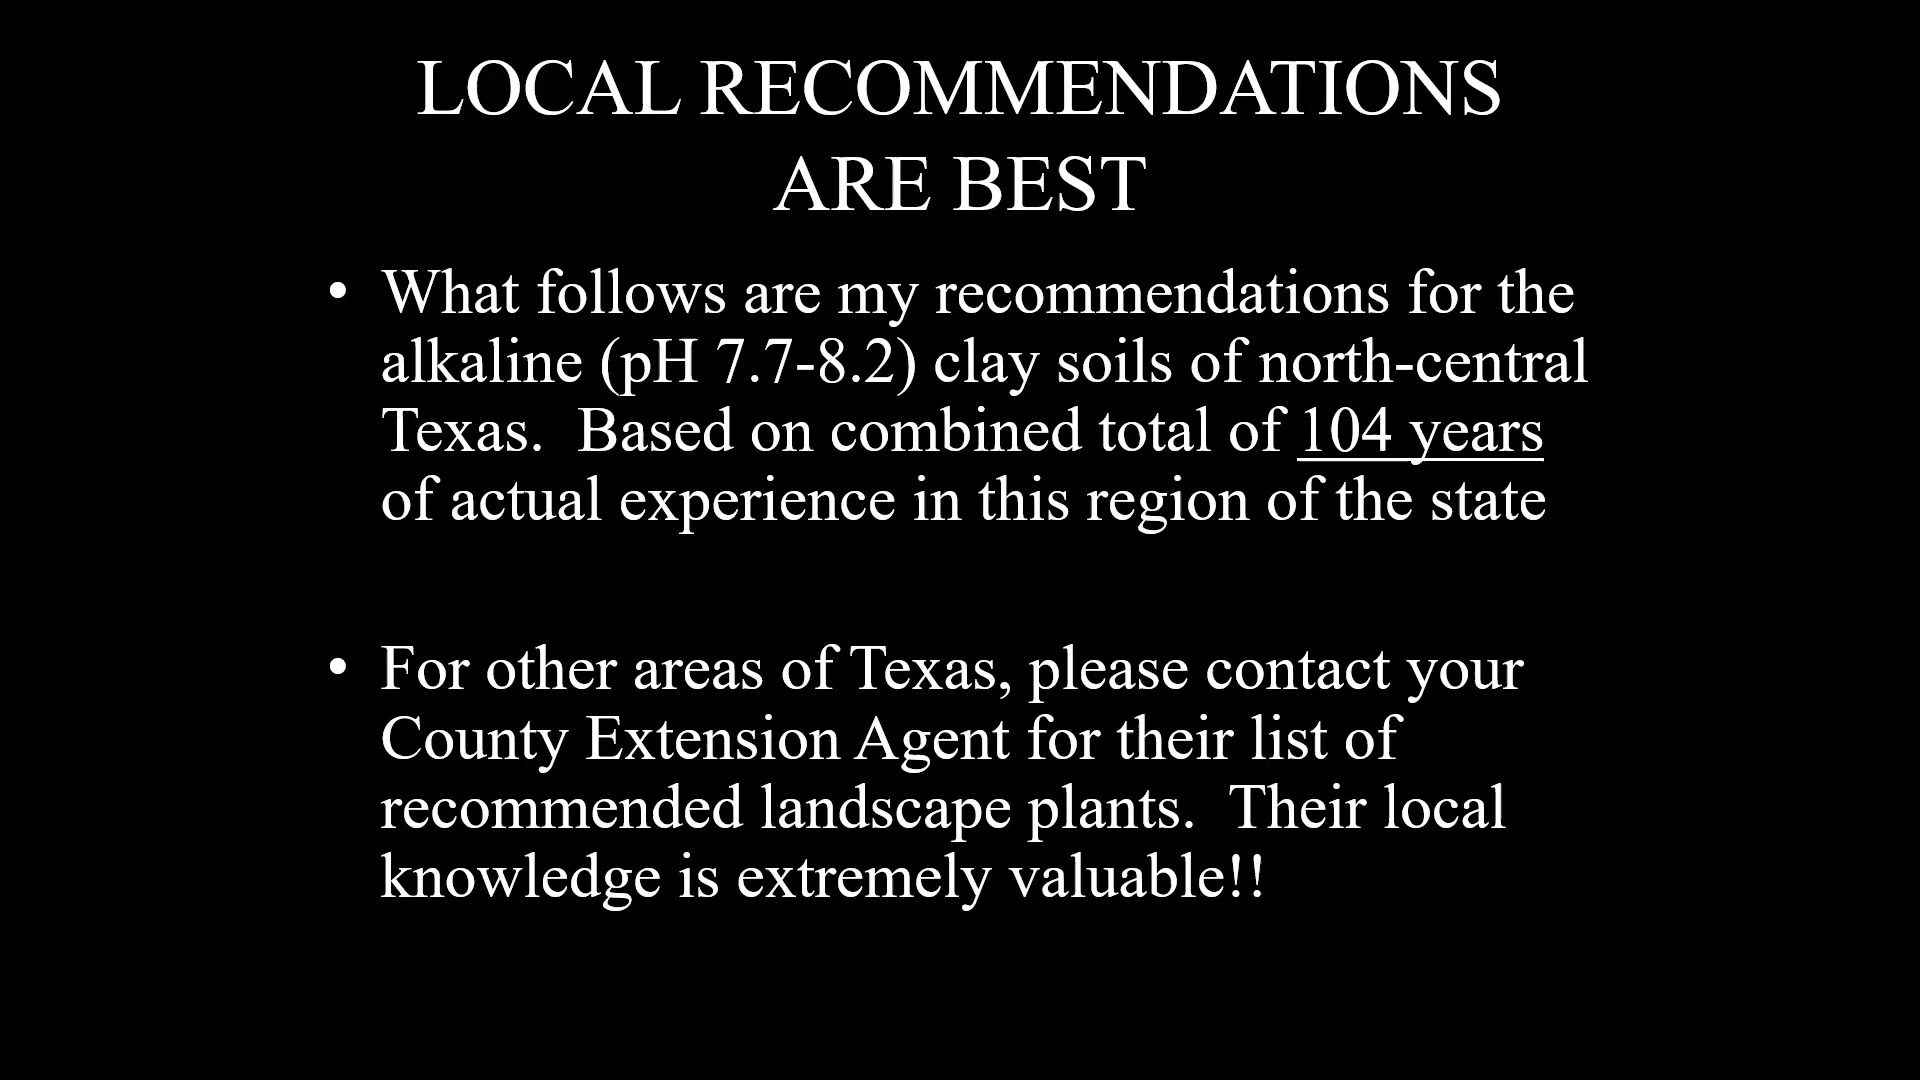 LOCAL RECOMMENDATIONS
ARE BEST
• What follows are my recommendations for the
alkaline (pH 7.7-8.2) clay soils of north-central
Texas.  Based on combined total of 104 years
of actual experience in this region of the state
• For other areas of Texas, please contact your
County Extension Agent for their list of
recommended landscape plants.  Their local
knowledge is extremely valuable!!